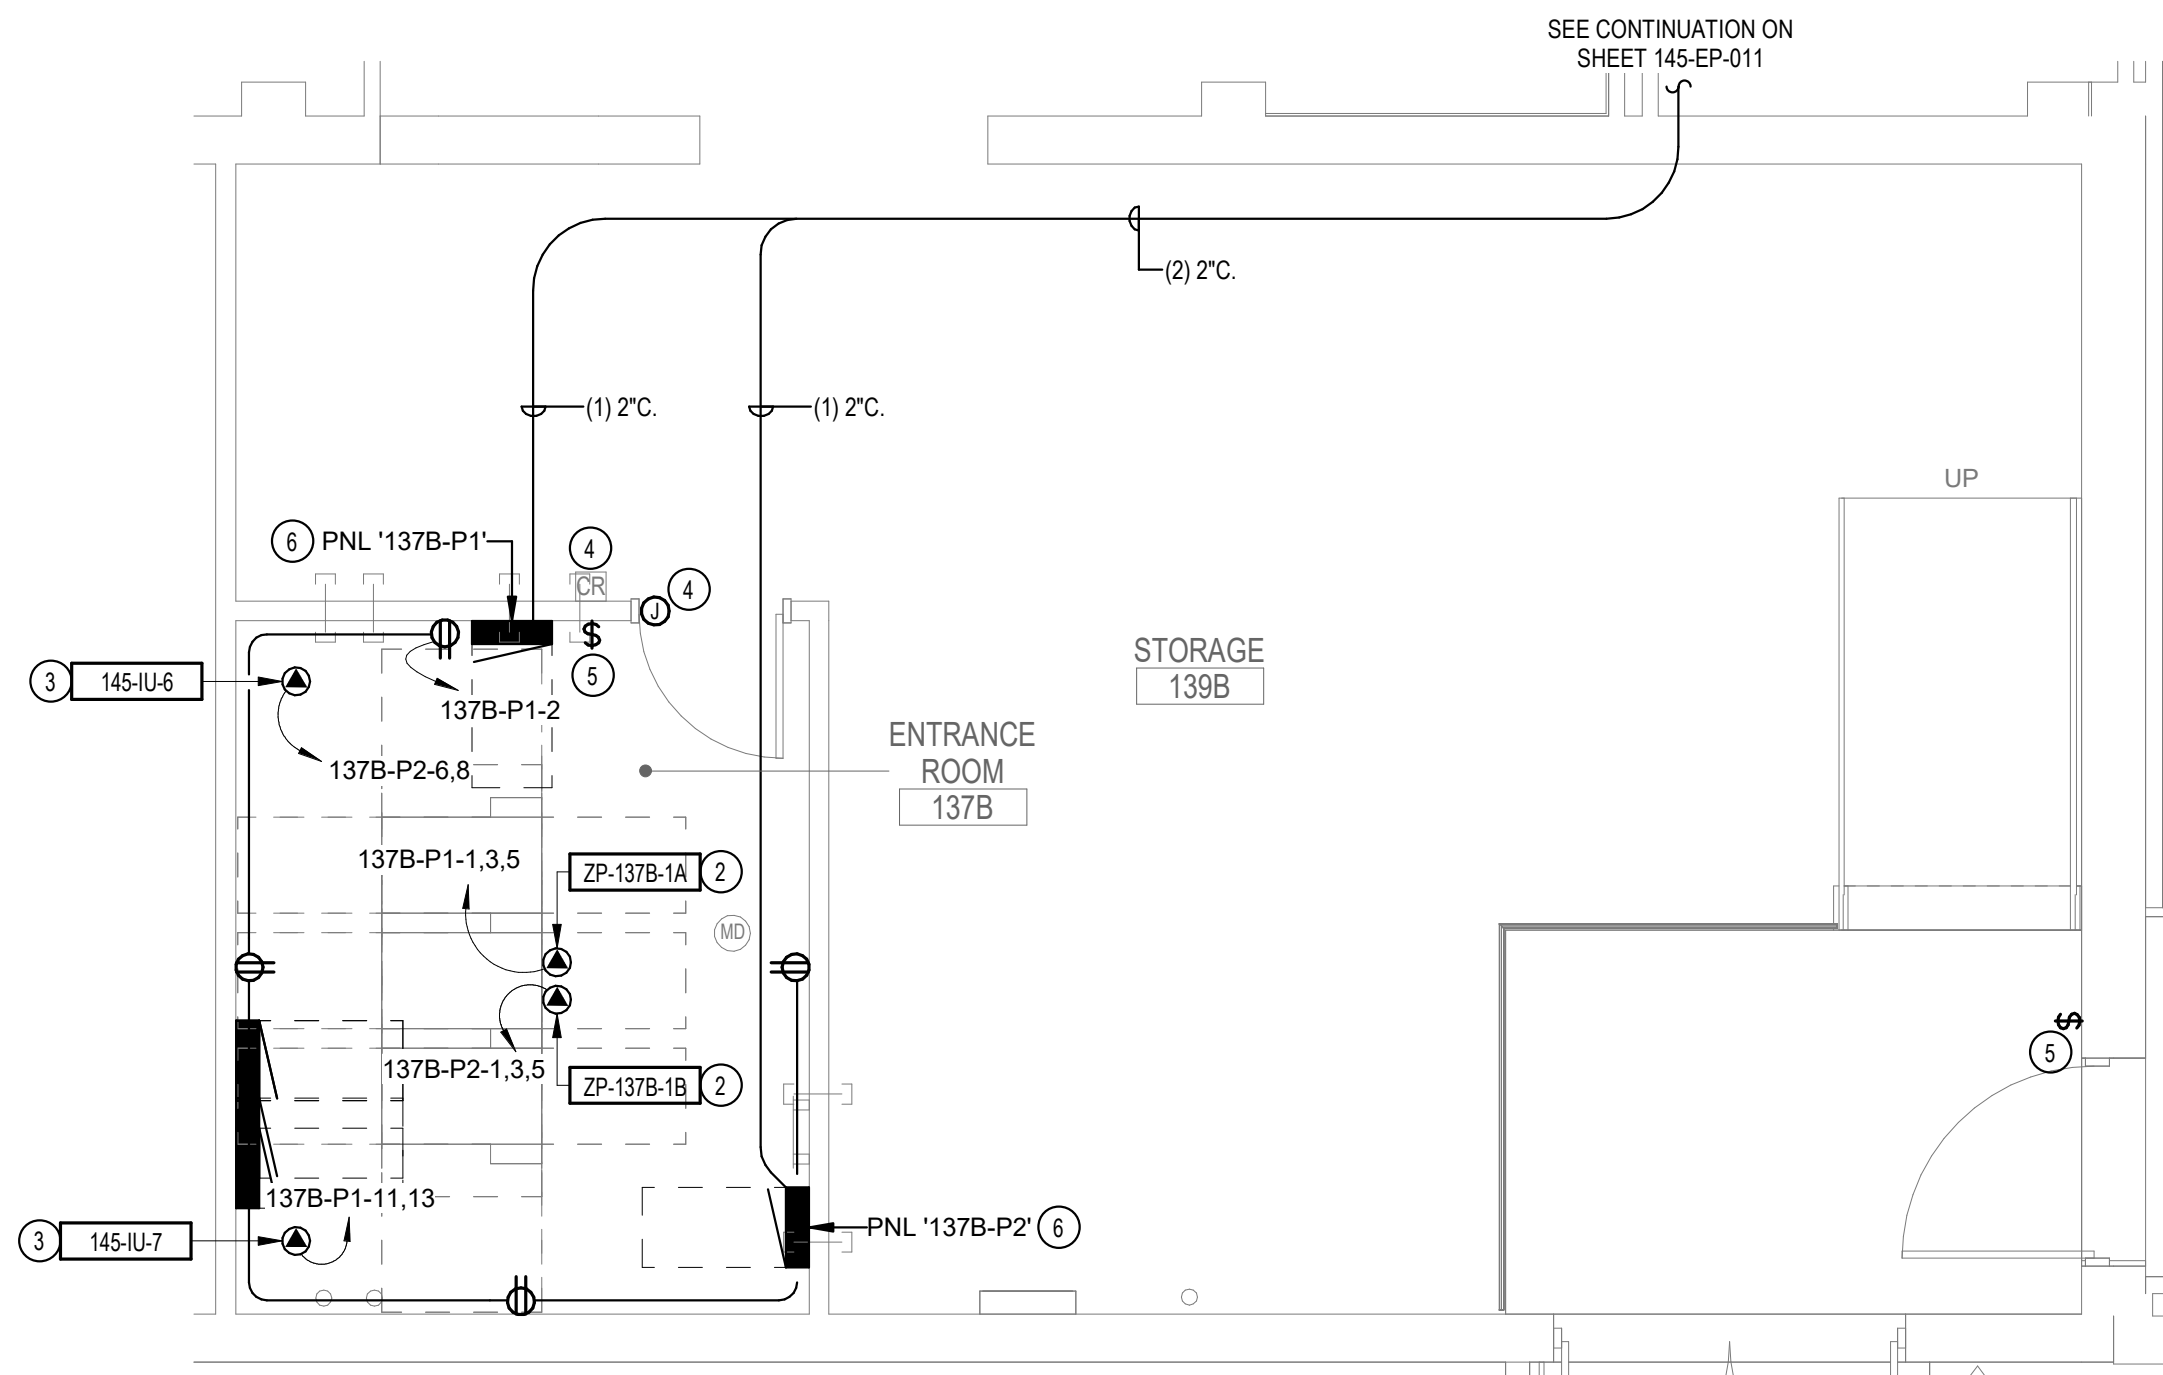 SEE CONTINUATION ON
SHEET 145-EP-011
(2) 2"C.
(1) 2"C.
(1) 2"C.
UP
6 PNL '137B-P1'
4
CR
4
J
$
5
3 145-IU-6
137B-P1-2
137B-P2-6,8
STORAGE
139B
ENTRANCE
ROOM
137B
137B-P1-1,3,5
ZP-137B-1A 2
MD
137B-P2-1,3,5
ZP-137B-1B 2
$
5
137B-P1-11,13
3 145-IU-7
PNL '137B-P2' 6